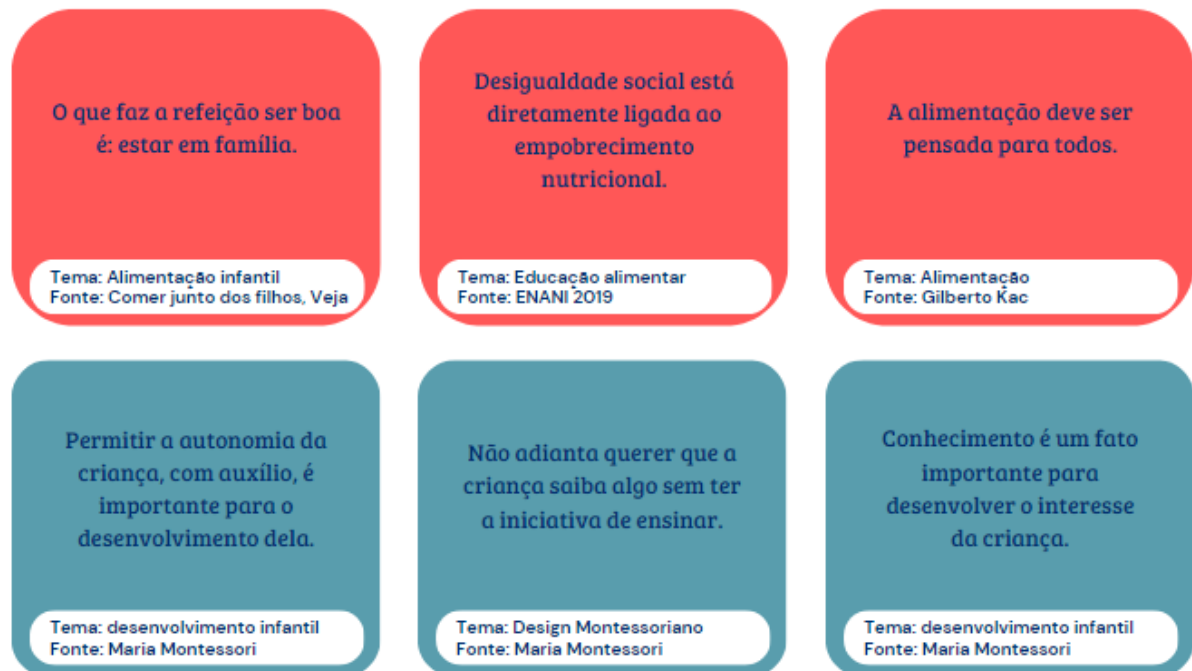 O que faz a refeição ser boa
é: estar em família.
Tema: Alimentação infantil
Fonte: Comer junto dos filhos, Veja
Desigualdade social está
diretamente ligada ao
empobrecimento
nutricional.
Tema: Educação alimentar
Fonte: ENANI 2019
A alimentação deve ser
pensada para todos.
Tema: Alimentação
Fonte: Gilberto Kac
Permitir a autonomia da
criança, com auxílio, é
importante para o
desenvolvimento dela.
Tema: desenvolvimento infantil
Fonte: Maria Montessori
Não adianta querer que a
criança saiba algo sem ter
a iniciativa de ensinar.
Tema: Design Montessoriano
Fonte: Maria Montessori
Conhecimento é um fato
importante para
desenvolver o interesse
da criança.
Tema: desenvolvimento infantil
Fonte: Maria Montessori